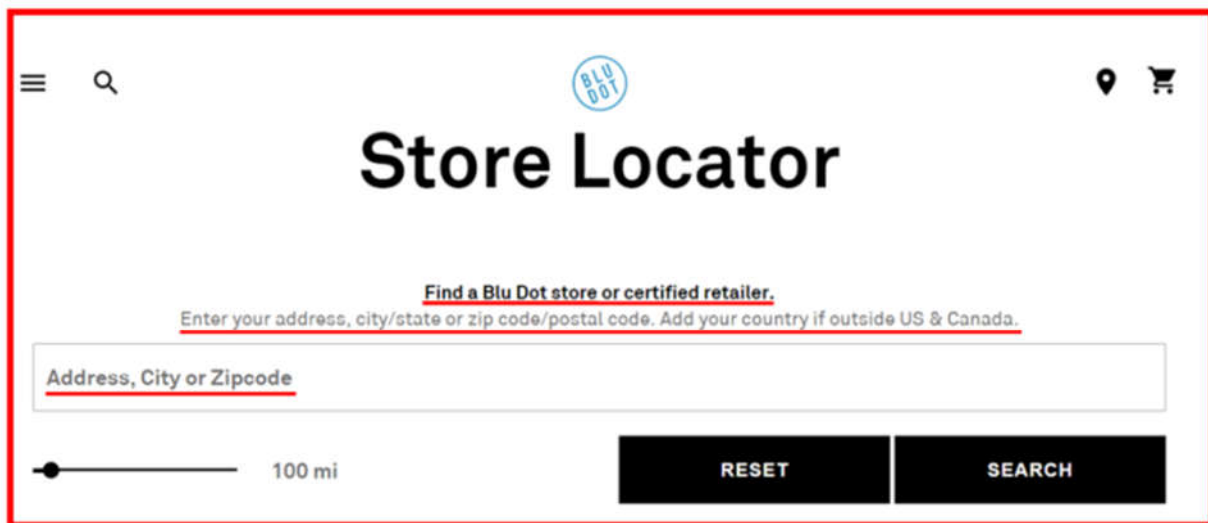 BLU
DOT
Store Locator
Find a Blu Dot store or certified retailer.
Enter your address, city/state or zip code/postal code. Add your country if outside US & Canada.
Address, City or Zipcode
100 mi
RESET
SEARCH